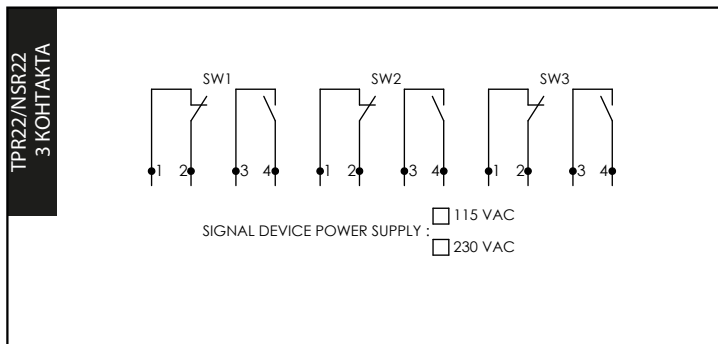 TPR22/NSR22
3 КОНТАКТА
SW1 SW2 SW3
1 2 3 4 1 2 3 4 1 2 3 4
SIGNAL DEVICE POWER SUPPLY :
115 VAC
230 VAC